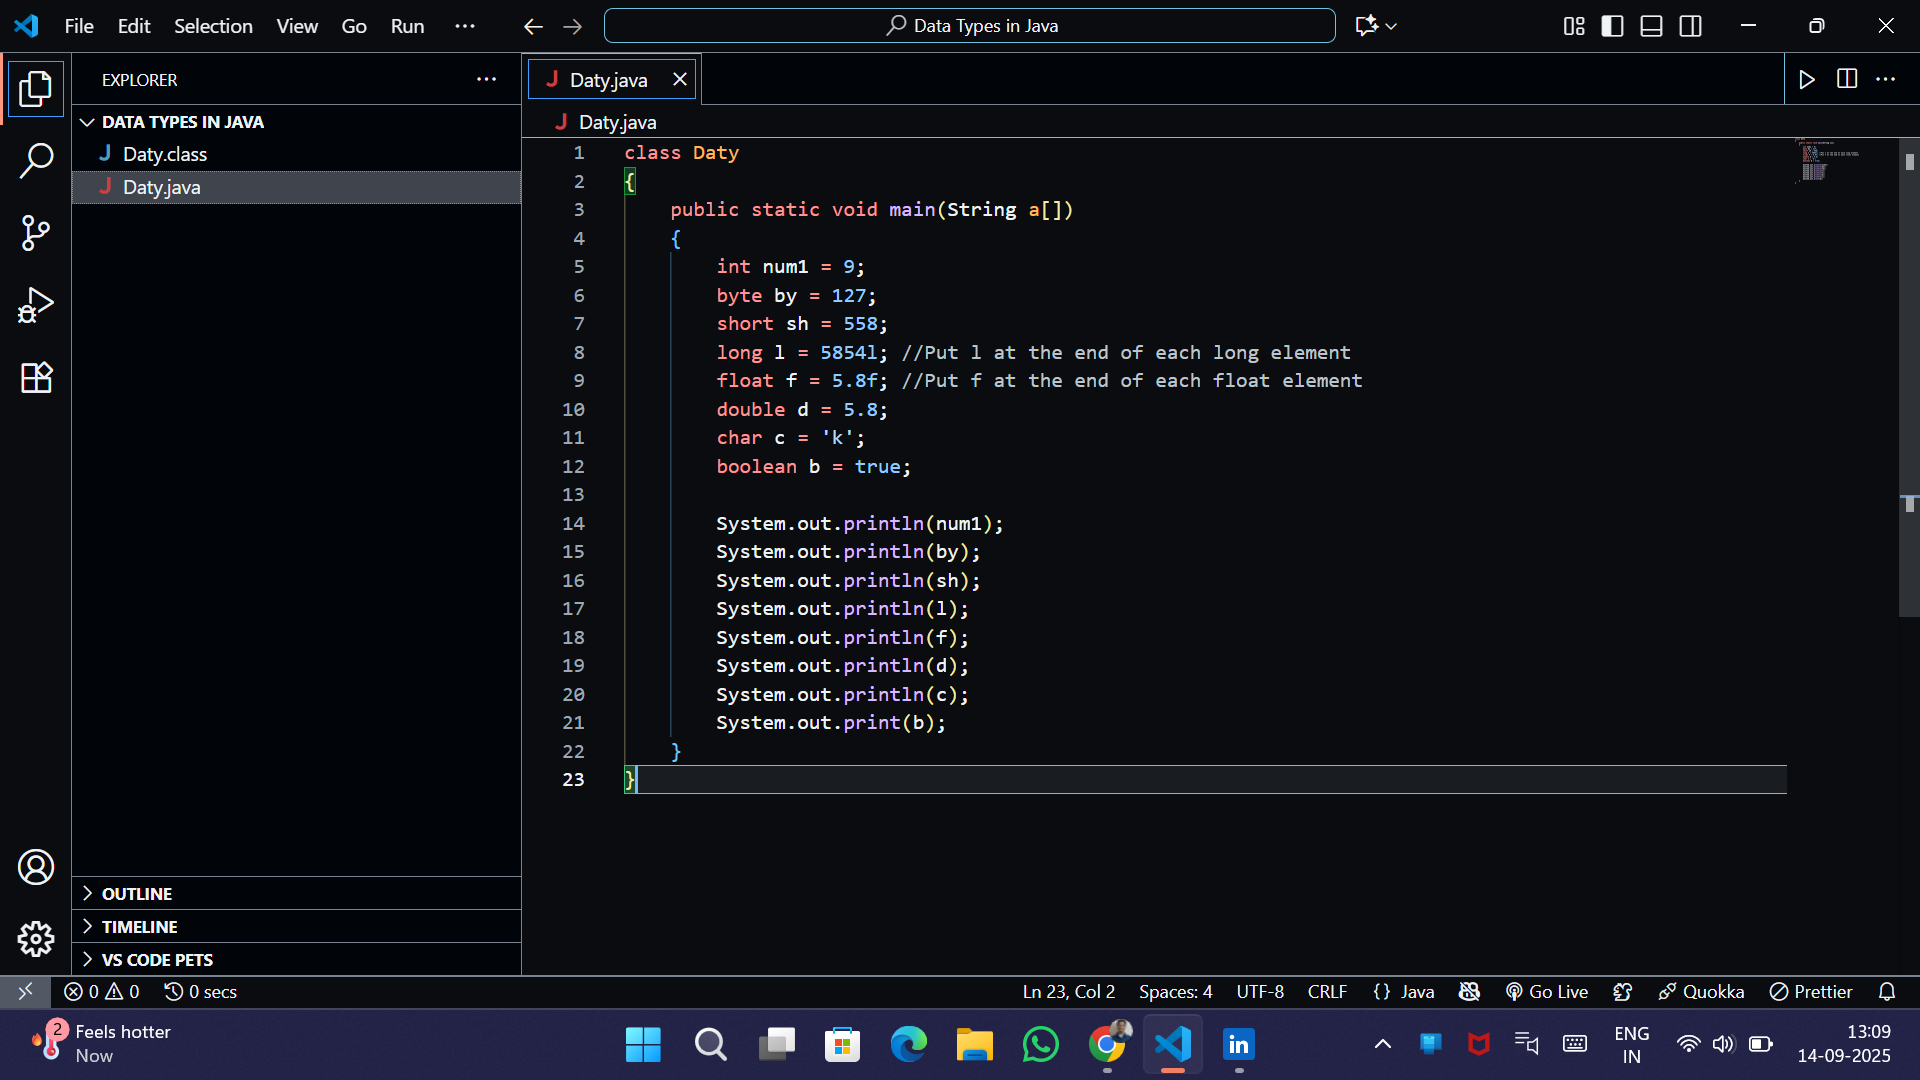 File Edit Selection View Go Run ··· Data Types in Java
EXPLORER ···
DATA TYPES IN JAVA
J Daty.class
J Daty.java
OUTLINE
TIMELINE
VS CODE PETS
J Daty.java
J Daty.java
1 class Daty
2 {
3 public static void main(String a[])
4 {
5 int num1 = 9;
6 byte by = 127;
7 short sh = 558;
8 long l = 5854l; //Put l at the end of each long element
9 float f = 5.8f; //Put f at the end of each float element
10 double d = 5.8;
11 char c = 'k';
12 boolean b = true;
13
14 System.out.println(num1);
15 System.out.println(by);
16 System.out.println(sh);
17 System.out.println(l);
18 System.out.println(f);
19 System.out.println(d);
20 System.out.println(c);
21 System.out.print(b);
22 }
23 }
0 0 0 secs Ln 23, Col 2 Spaces: 4 UTF-8 CRLF {} Java Go Live Quokka Prettier
2 Feels hotter
Now
in
ENG
IN
13:09
14-09-2025